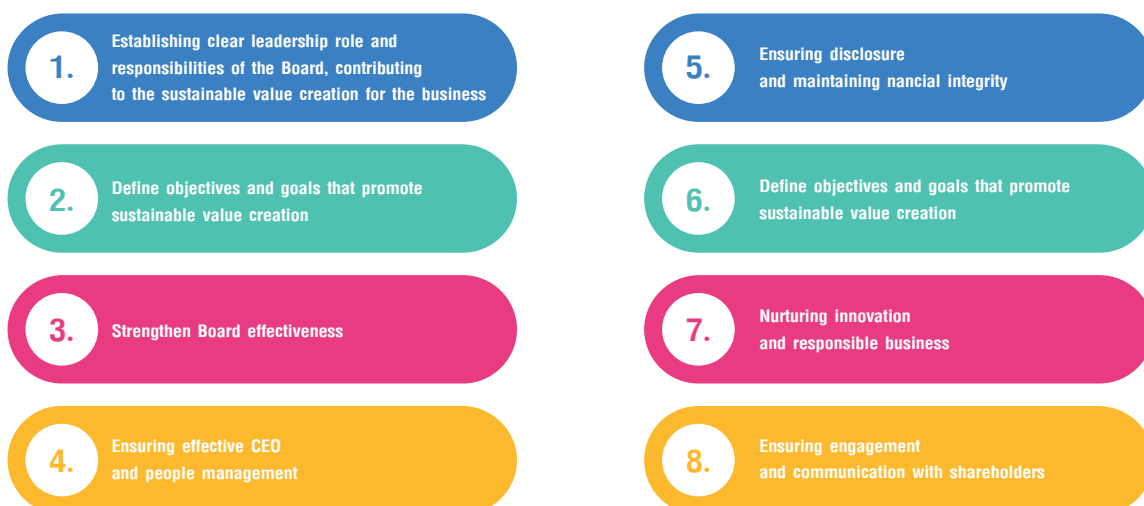 1.
Establishing clear leadership role and
responsibilities of the Board, contributing
to the sustainable value creation for the business
2.
Define objectives and goals that promote
sustainable value creation
3.
Strengthen Board effectiveness
4.
Ensuring effective CEO
and people management
5.
Ensuring disclosure
and maintaining nancial integrity
6.
Define objectives and goals that promote
sustainable value creation
7.
Nurturing innovation
and responsible business
8.
Ensuring engagement
and communication with shareholders